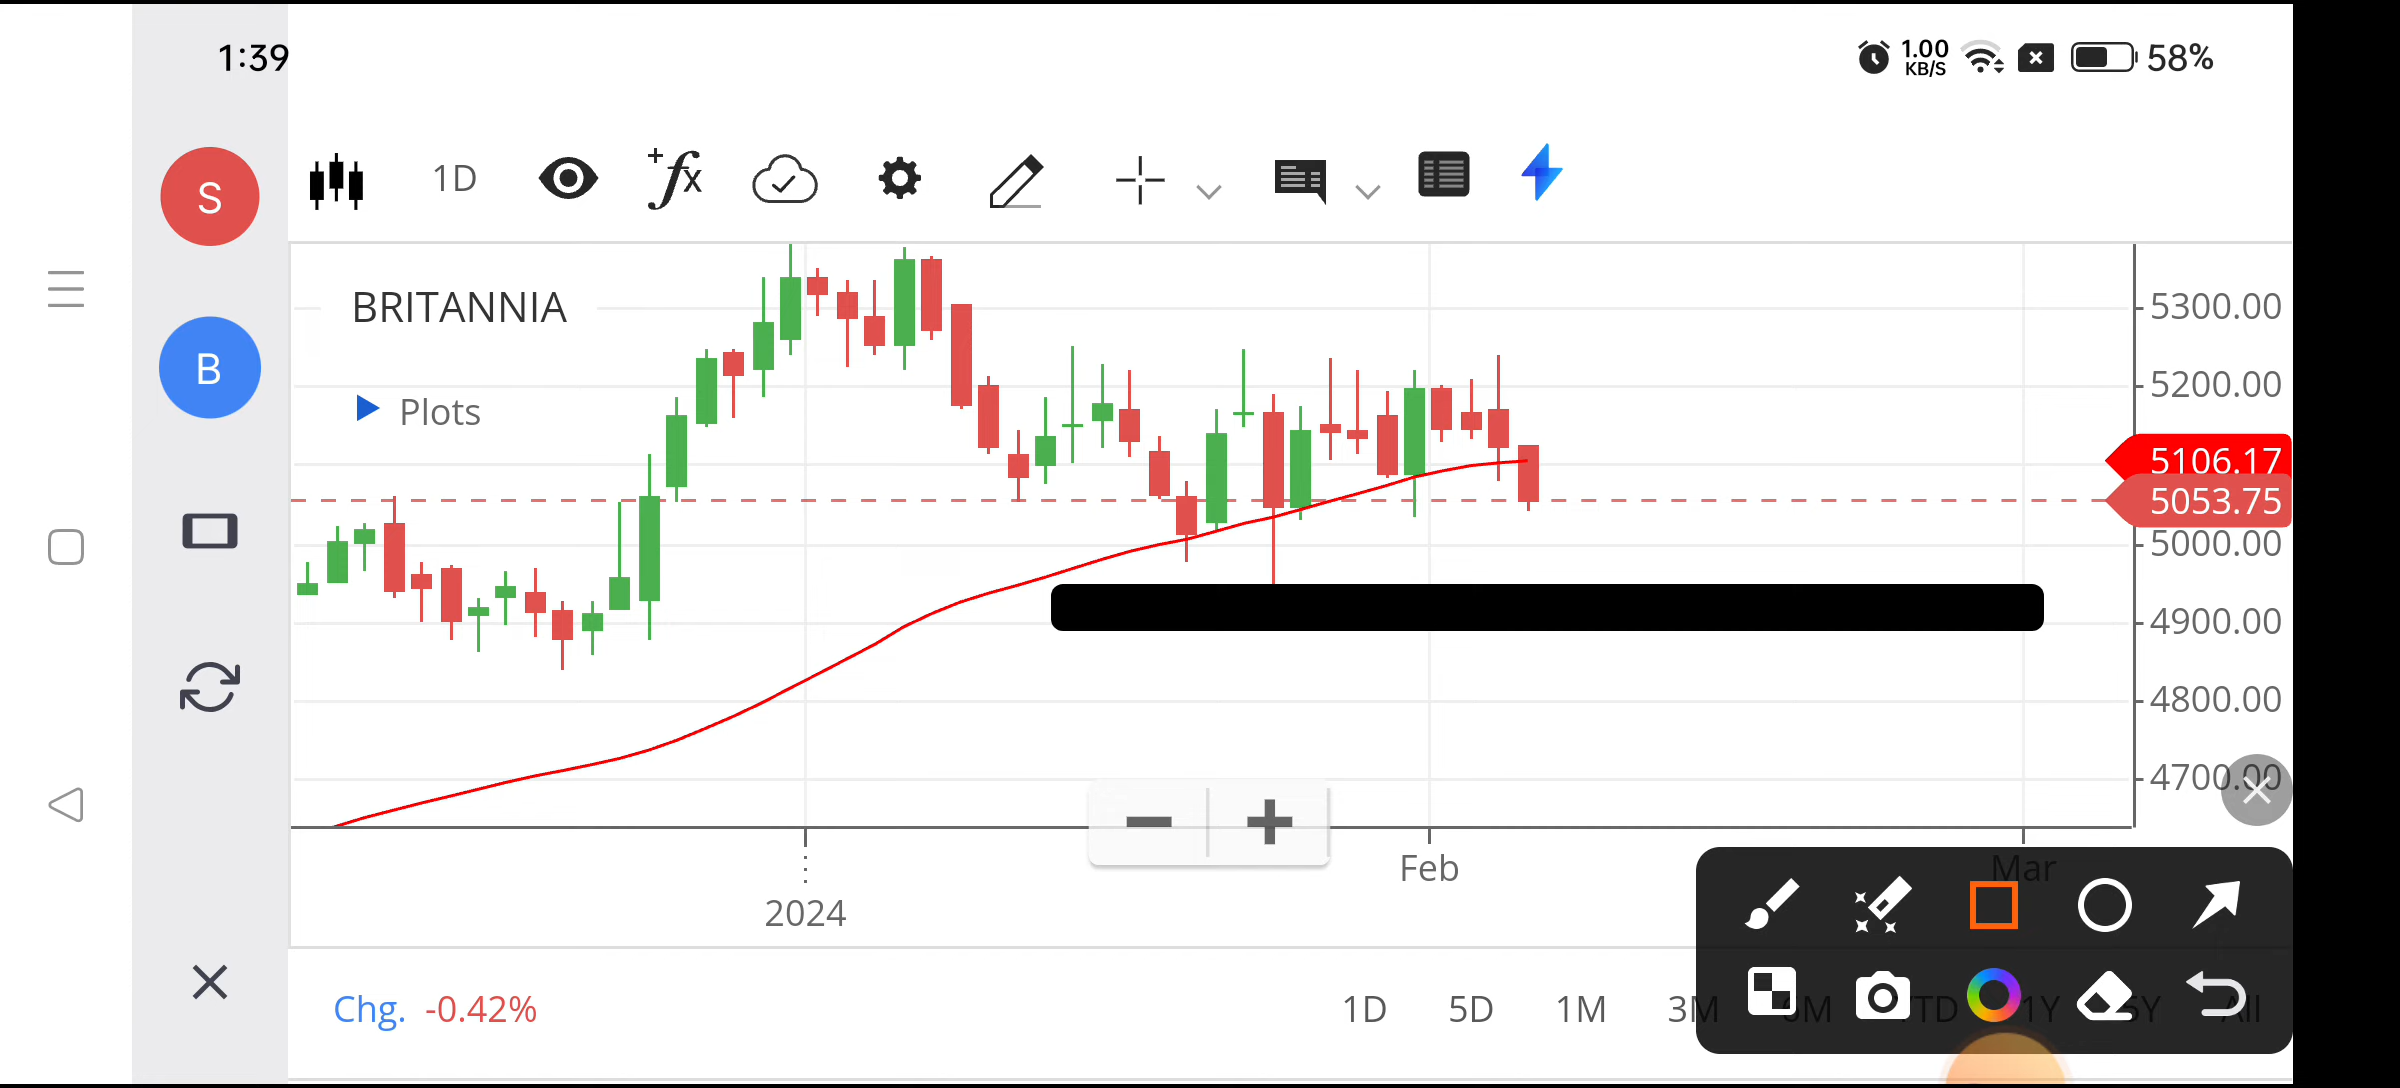 1:39
1.00
KB/S
58%
S
B
1D
+fx
BRITANNIA
Plots
5300.00
5200.00
5106.17
5053.75
5000.00
4900.00
4800.00
4700.00
Feb
Mar
2024
Chg. -0.42%
1D 5D 1M 3M 6M YTD 1Y 5Y All